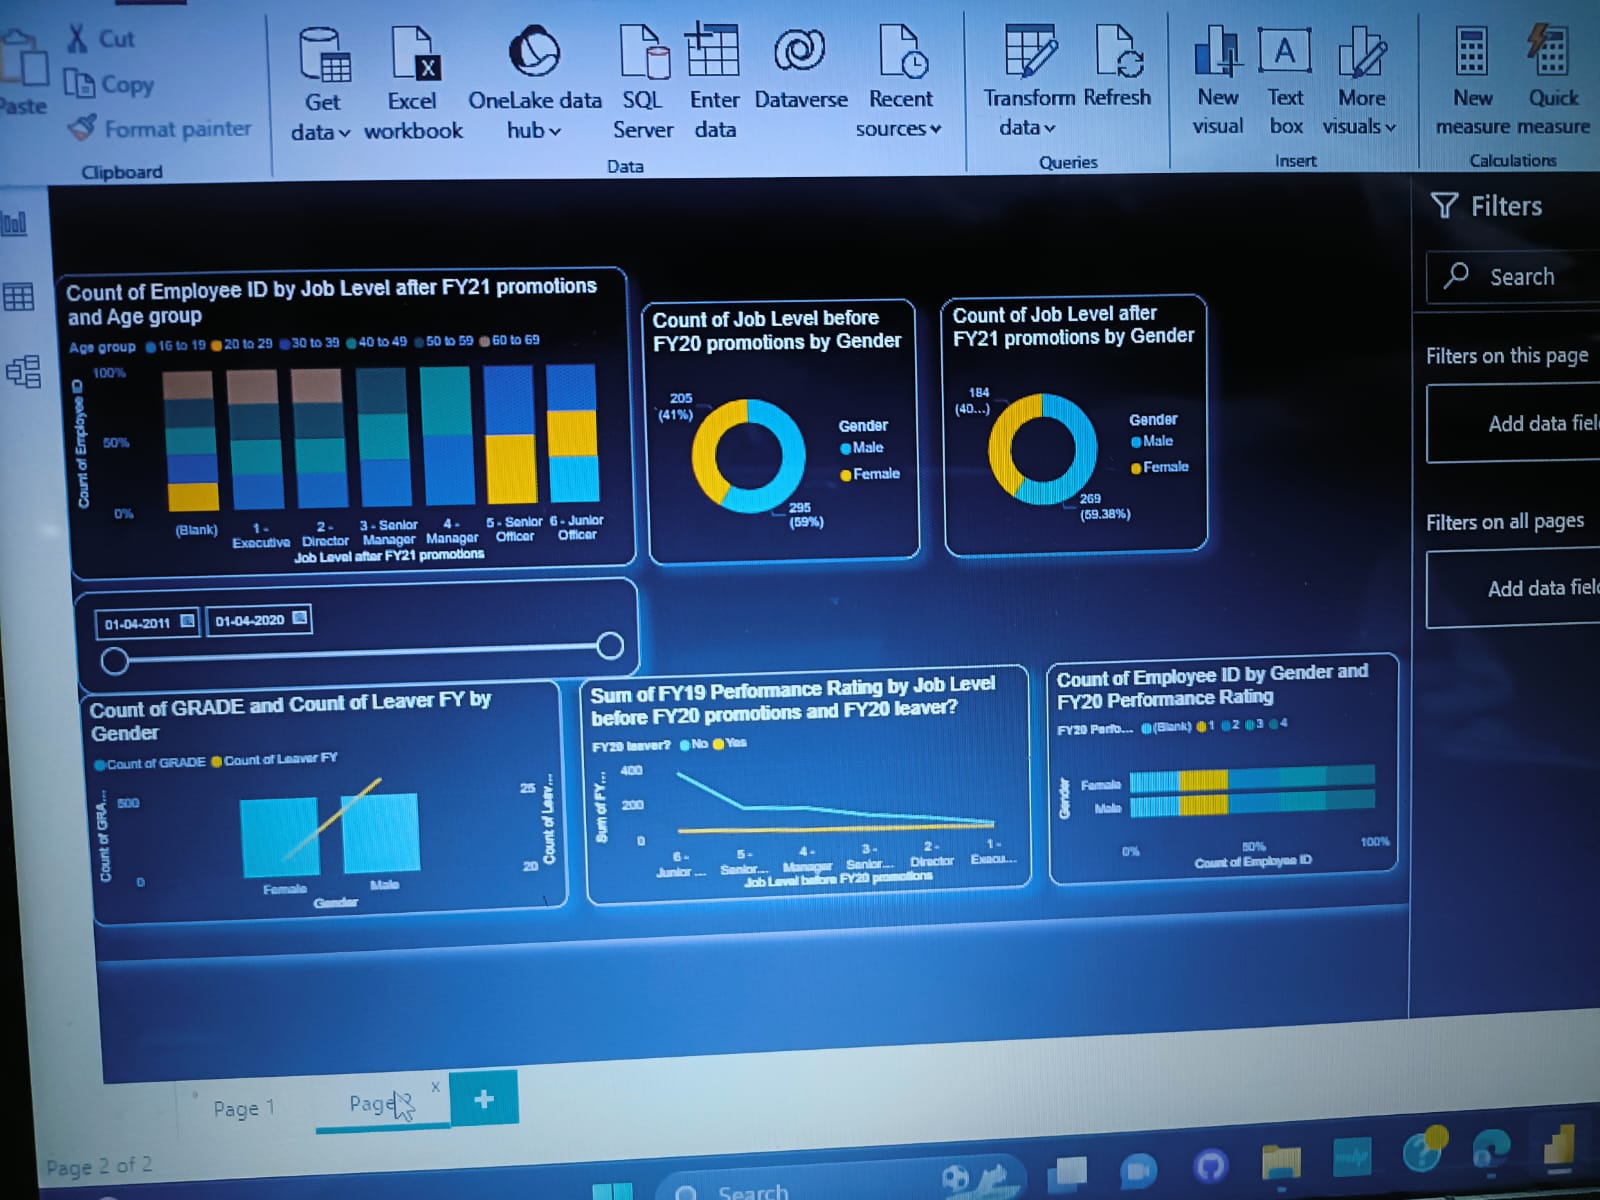 Cut
Copy
Paste
Format painter
Clipboard
Get data
Excel workbook
OneLake data hub
SQL Server
Enter data
Dataverse
Recent sources
Data
Transform data
Refresh
Queries
New visual
Text box
More visuals
Insert
New measure
Quick measure
Calculations
Count of Employee ID by Job Level after FY21 promotions
and Age group
Age group 16 to 19 20 to 29 30 to 39 40 to 49 50 to 59 60 to 69
Count of Employee ID
100%
50%
0%
(Blank)
1 - Executive
2 - Director
3 - Senior Manager
4 - Manager
5 - Senior Officer
6 - Junior Officer
Job Level after FY21 promotions
Count of Job Level before
FY20 promotions by Gender
205
(41%)
Gender
Male
Female
295
(59%)
Count of Job Level after
FY21 promotions by Gender
184
(40...)
Gender
Male
Female
269
(59.38%)
Filters
Search
Filters on this page
Add data fiel
Filters on all pages
Add data fiel
01-04-2011
01-04-2020
Count of GRADE and Count of Leaver FY by
Gender
Count of GRADE Count of Leaver FY
Count of GRA...
500
0
25
20
Count of Leav...
Female
Male
Gender
Sum of FY19 Performance Rating by Job Level
before FY20 promotions and FY20 leaver?
FY20 leaver? No Yes
Sum of FY...
400
200
0
6 - Junior ...
5 - Senior...
4 - Manager
3 - Senior...
2 - Director
1 - Execu...
Job Level before FY20 promotions
Count of Employee ID by Gender and
FY20 Performance Rating
FY20 Perfo... (Blank) 1 2 3 4
Gender
Female
Male
0%
50%
100%
Count of Employee ID
Page 1
Page
x
+
Page 2 of 2
Search